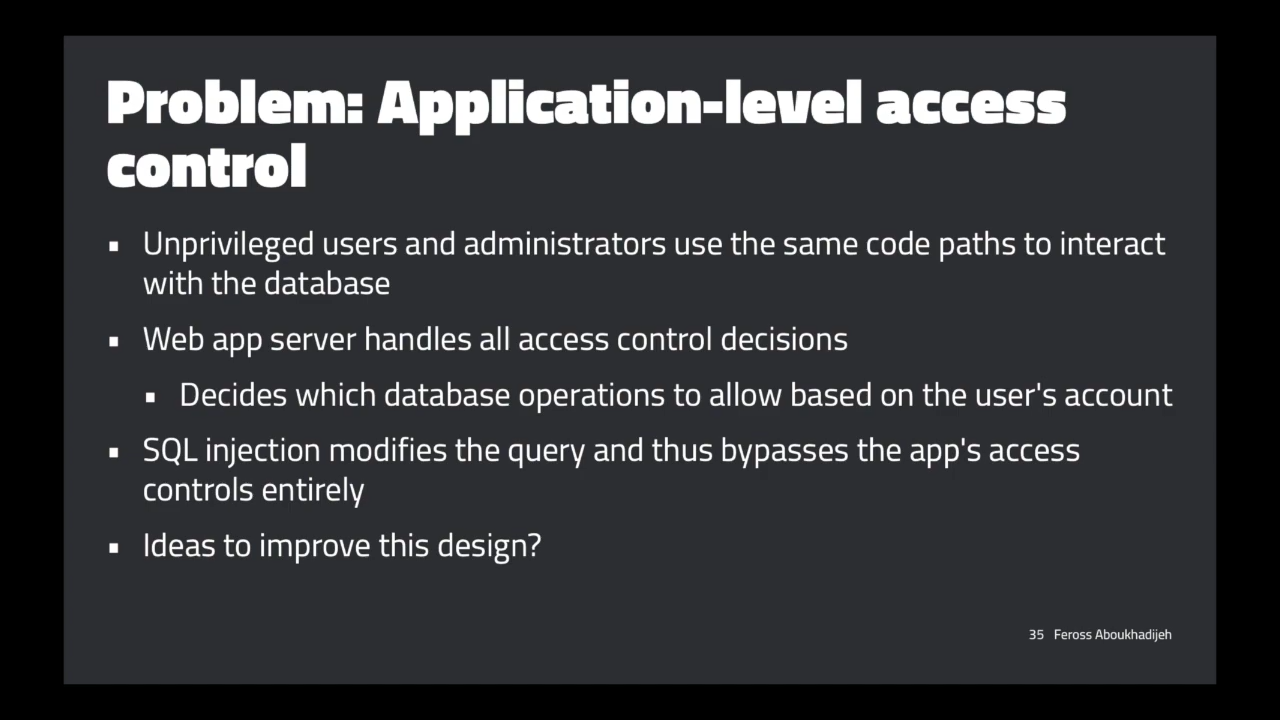 Problem: Application-level access
control
▪ Unprivileged users and administrators use the same code paths to interact
with the database
▪ Web app server handles all access control decisions
▪ Decides which database operations to allow based on the user's account
▪ SQL injection modifies the query and thus bypasses the app's access
controls entirely
▪ Ideas to improve this design?
35 Feross Aboukhadijeh